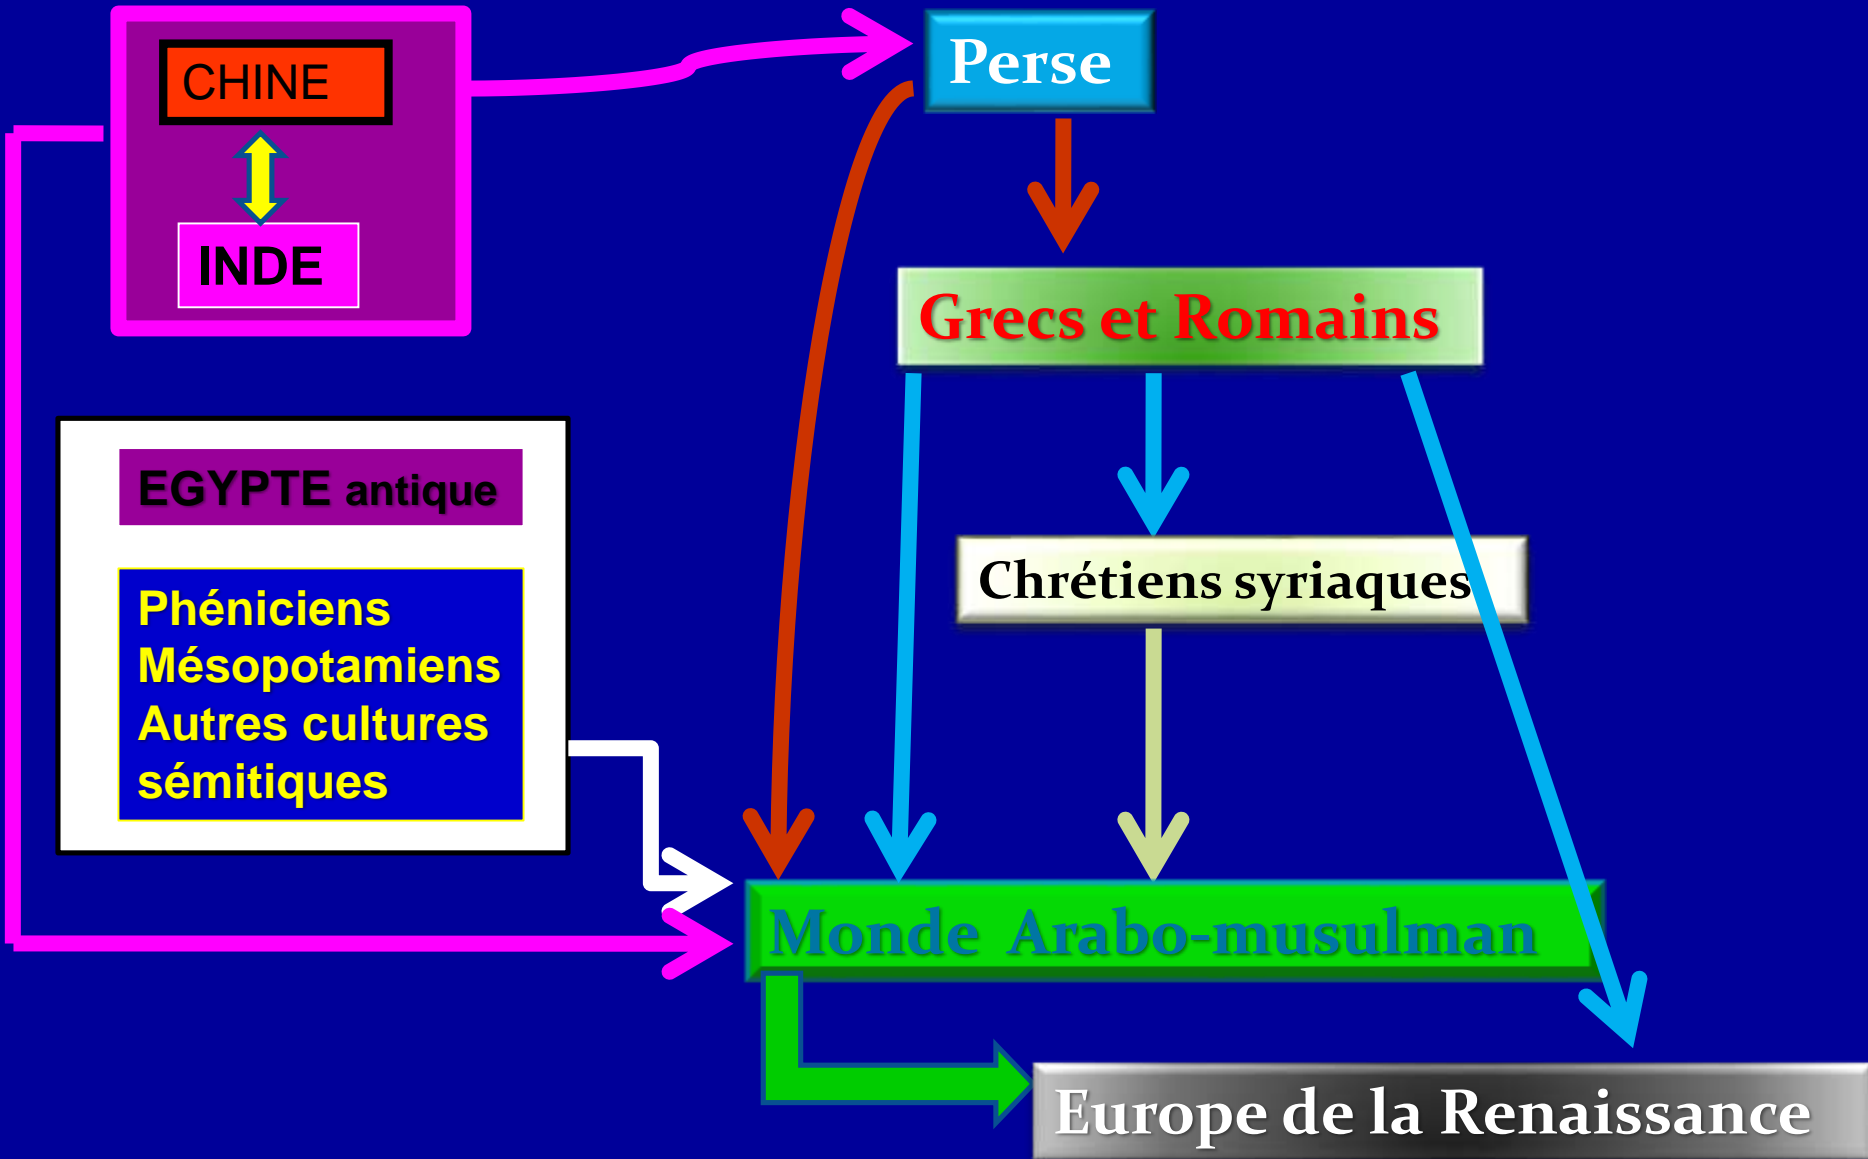 CHINE
INDE
Perse
Grecs et Romains
EGYPTE antique
Phéniciens
Mésopotamiens
Autres cultures
sémitiques
Chrétiens syriaques
Monde Arabo-musulman
Europe de la Renaissance